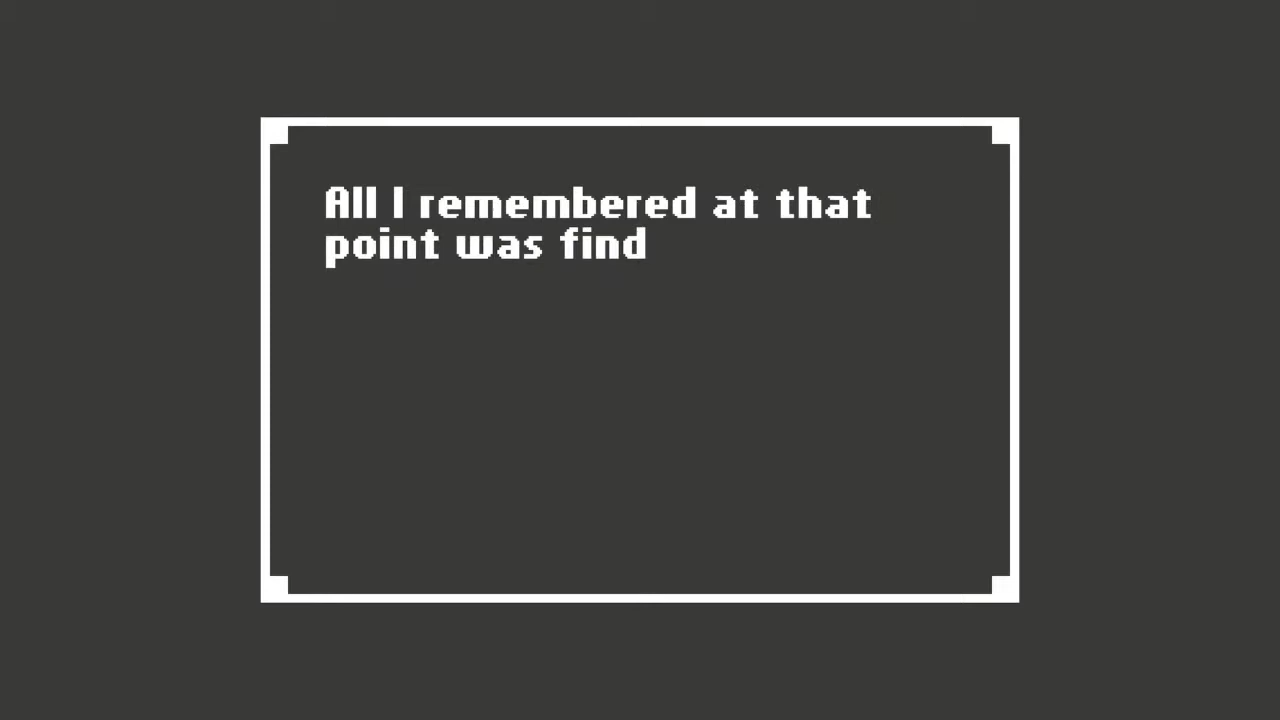 All I remembered at that
point was find